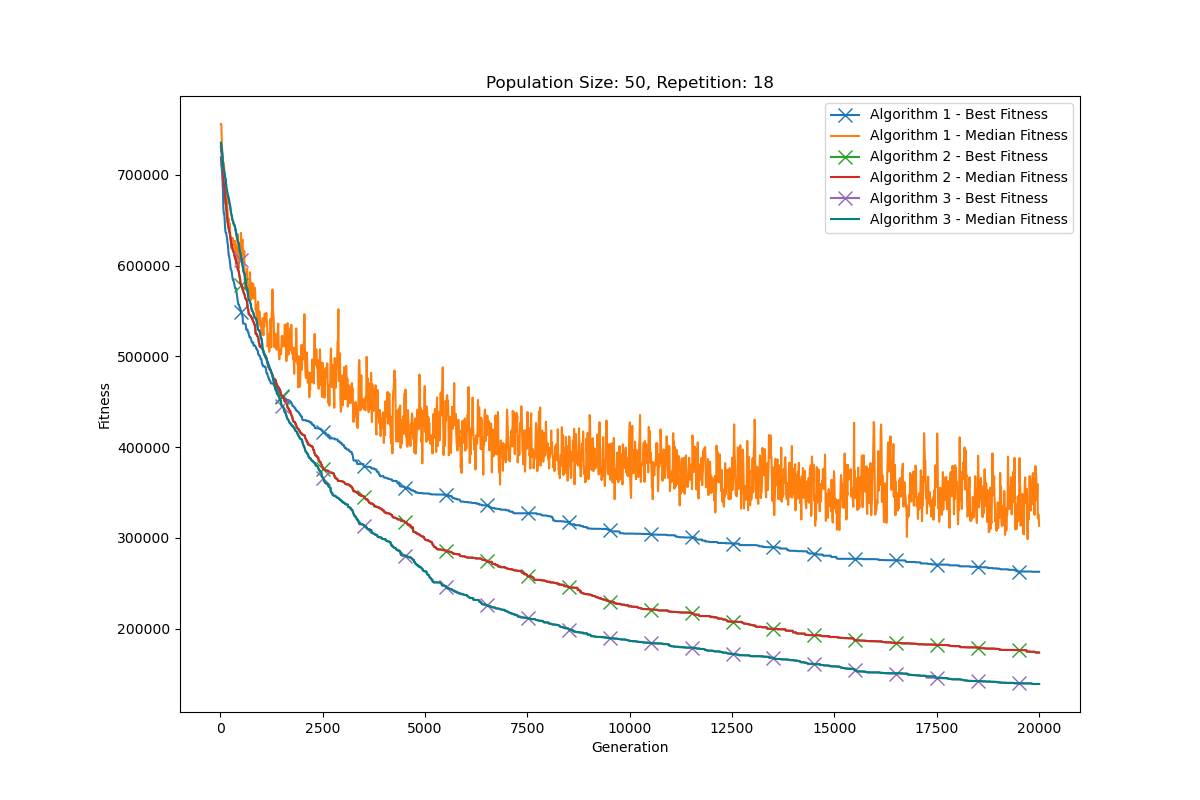 Population Size: 50, Repetition: 18
Algorithm 1 - Best Fitness
Algorithm 1 - Median Fitness
Algorithm 2 - Best Fitness
Algorithm 2 - Median Fitness
Algorithm 3 - Best Fitness
Algorithm 3 - Median Fitness
700000
600000
500000
400000
300000
200000
Fitness
0 2500 5000 7500 10000 12500 15000 17500 20000
Generation